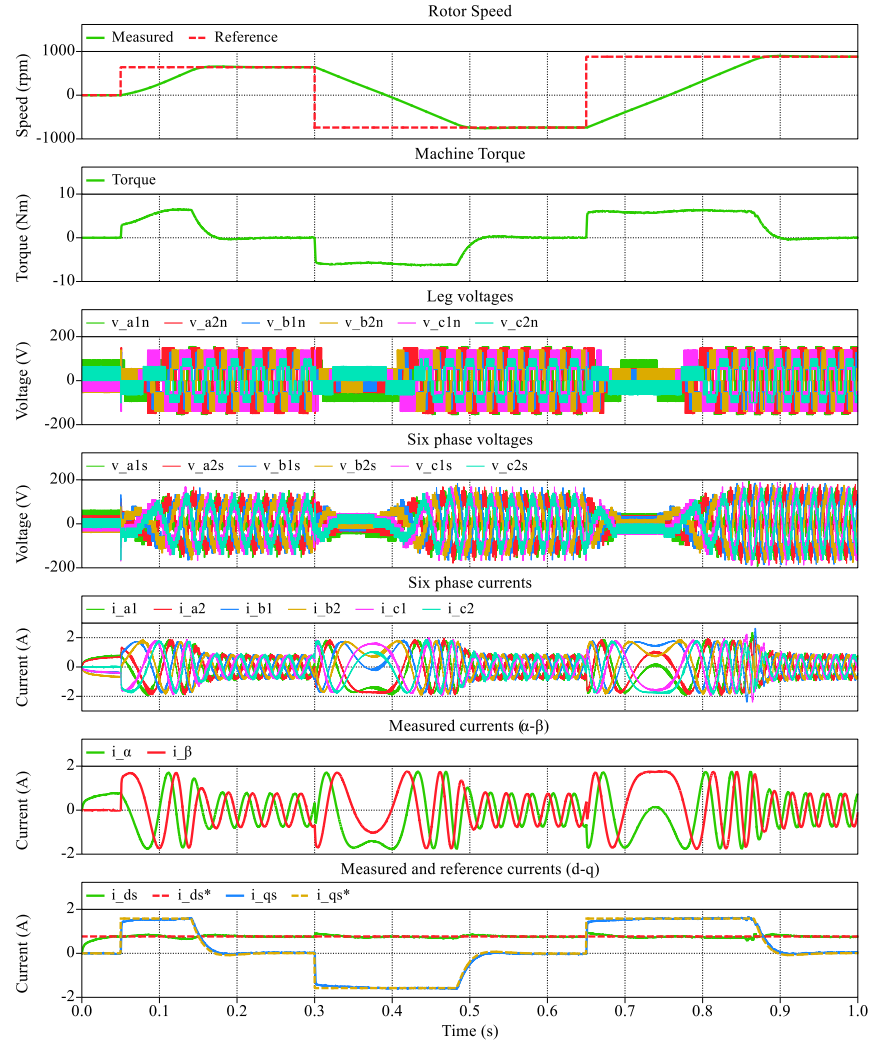 Rotor Speed
Measured Reference
Speed (rpm)
1000
0
-1000
Machine Torque
Torque
Torque (Nm)
10
0
-10
Leg voltages
v_a1n v_a2n v_b1n v_b2n v_c1n v_c2n
Voltage (V)
200
0
-200
Six phase voltages
v_a1s v_a2s v_b1s v_b2s v_c1s v_c2s
Voltage (V)
200
0
-200
Six phase currents
i_a1 i_a2 i_b1 i_b2 i_c1 i_c2
Current (A)
2
0
-2
Measured currents (α-β)
i_α i_β
Current (A)
2
0
-2
Measured and reference currents (d-q)
i_ds i_ds* i_qs i_qs*
Current (A)
2
0
-2
0.0 0.1 0.2 0.3 0.4 0.5 0.6 0.7 0.8 0.9 1.0
Time (s)